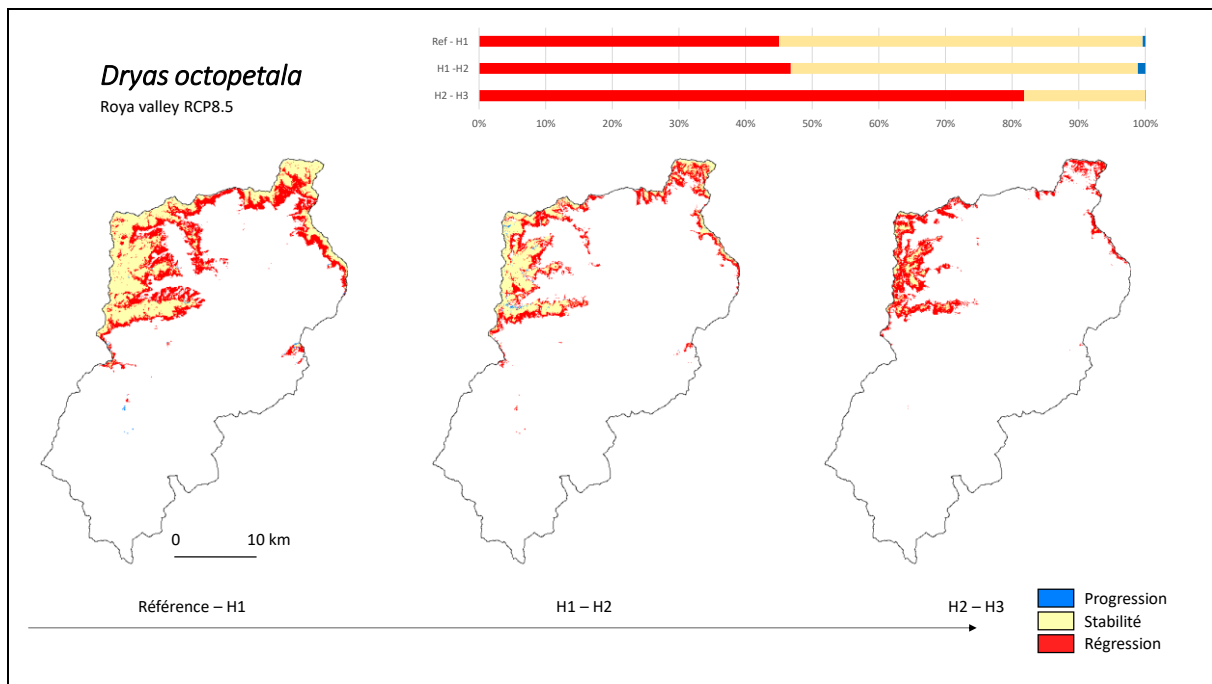 Dryas octopetala
Roya valley RCP8.5
Ref - H1
H1 -H2
H2 - H3
0% 10% 20% 30% 40% 50% 60% 70% 80% 90% 100%
0 10 km
Référence – H1
H1 – H2
H2 – H3
Progression
Stabilité
Régression